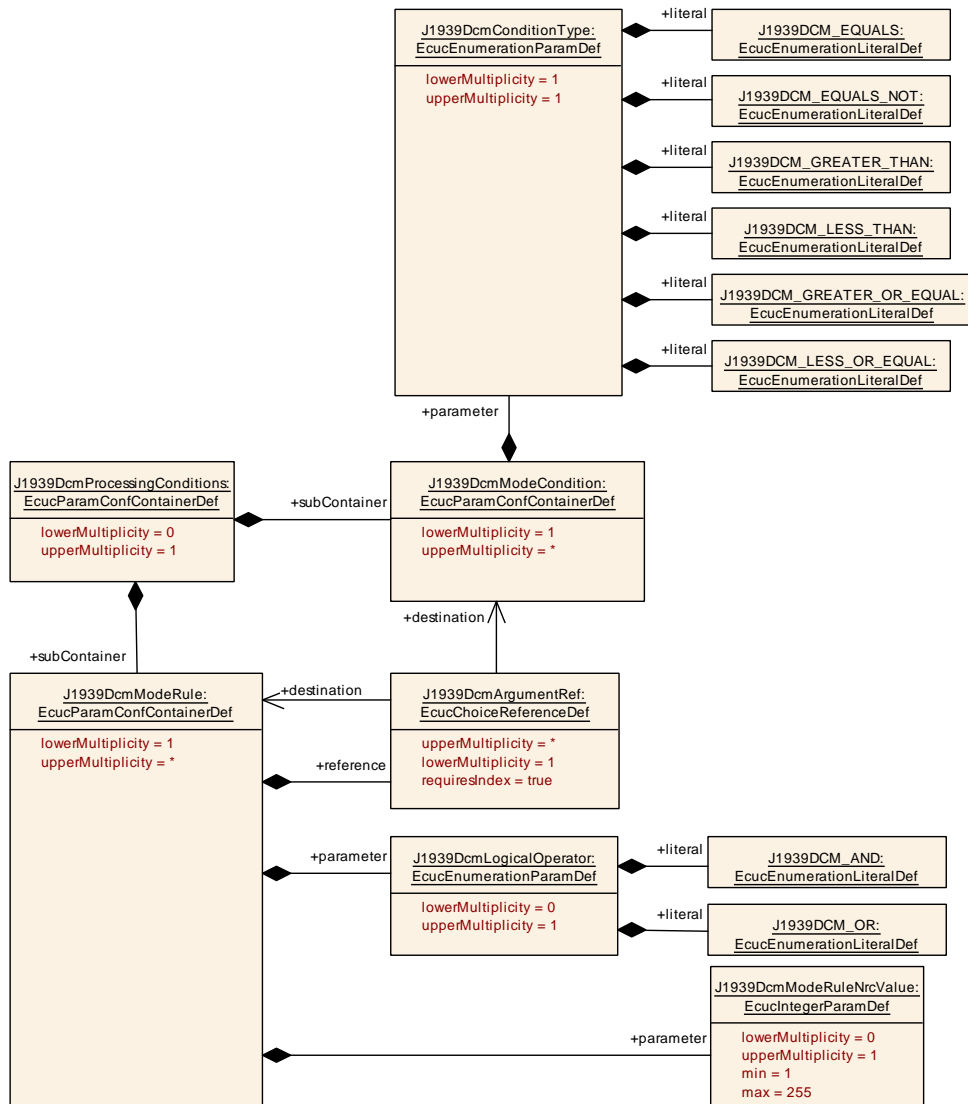 J1939DcmConditionType:
EcucEnumerationParamDef
lowerMultiplicity = 1
upperMultiplicity = 1
+literal
J1939DCM_EQUALS:
EcucEnumerationLiteralDef
+literal
J1939DCM_EQUALS_NOT:
EcucEnumerationLiteralDef
+literal
J1939DCM_GREATER_THAN:
EcucEnumerationLiteralDef
+literal
J1939DCM_LESS_THAN:
EcucEnumerationLiteralDef
+literal
J1939DCM_GREATER_OR_EQUAL:
EcucEnumerationLiteralDef
+literal
J1939DCM_LESS_OR_EQUAL:
EcucEnumerationLiteralDef
+parameter
J1939DcmProcessingConditions:
EcucParamConfContainerDef
lowerMultiplicity = 0
upperMultiplicity = 1
+subContainer
J1939DcmModeCondition:
EcucParamConfContainerDef
lowerMultiplicity = 1
upperMultiplicity = *
+destination
+subContainer
J1939DcmModeRule:
EcucParamConfContainerDef
lowerMultiplicity = 1
upperMultiplicity = *
+destination
+reference
J1939DcmArgumentRef:
EcucChoiceReferenceDef
upperMultiplicity = *
lowerMultiplicity = 1
requiresIndex = true
+parameter
J1939DcmLogicalOperator:
EcucEnumerationParamDef
lowerMultiplicity = 0
upperMultiplicity = 1
+literal
J1939DCM_AND:
EcucEnumerationLiteralDef
+literal
J1939DCM_OR:
EcucEnumerationLiteralDef
+parameter
J1939DcmModeRuleNrcValue:
EcucIntegerParamDef
lowerMultiplicity = 0
upperMultiplicity = 1
min = 1
max = 255